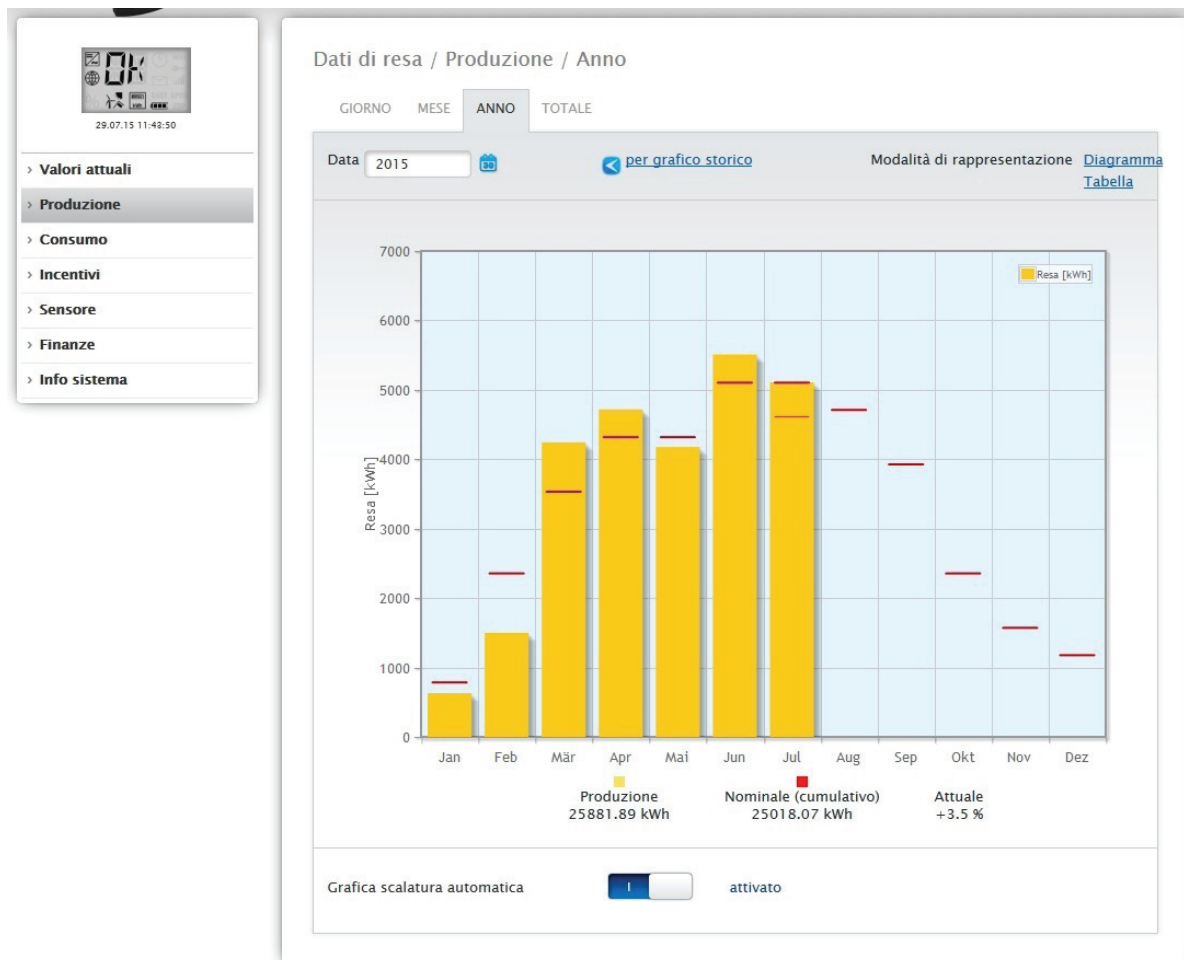 OK
29.07.15 11:43:50
› Valori attuali
› Produzione
› Consumo
› Incentivi
› Sensore
› Finanze
› Info sistema
Dati di resa / Produzione / Anno
GIORNO MESE ANNO TOTALE
Data 2015 30 per grafico storico Modalità di rappresentazione Diagramma
Tabella
Resa [kWh]
7000
6000
5000
4000
3000
2000
1000
0
Resa [kWh]
Jan Feb Mär Apr Mai Jun Jul Aug Sep Okt Nov Dez
Produzione Nominale (cumulativo) Attuale
25881.89 kWh 25018.07 kWh +3.5 %
Grafica scalatura automatica I attivato